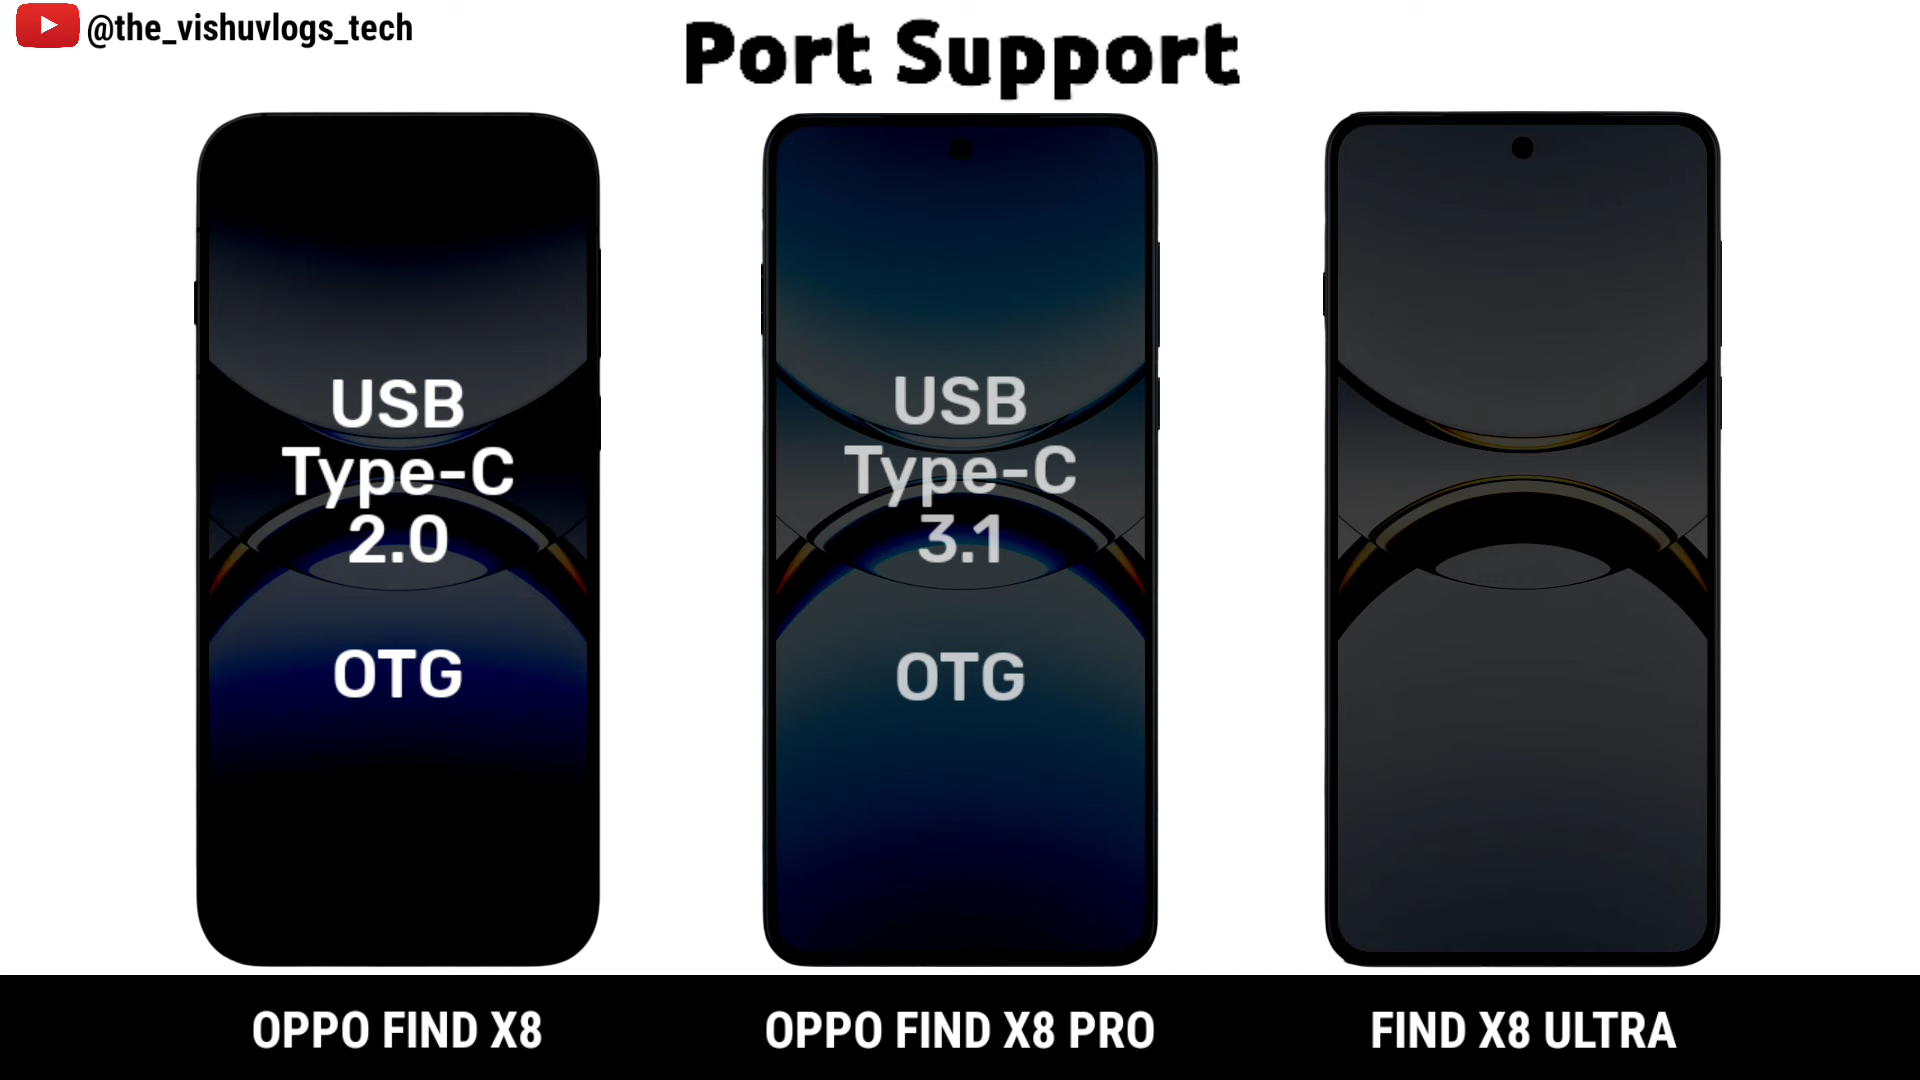 @the_vishuvlogs_tech
Port Support
USB
Type-C
2.0
OTG
USB
Type-C
3.1
OTG
OPPO FIND X8
OPPO FIND X8 PRO
FIND X8 ULTRA